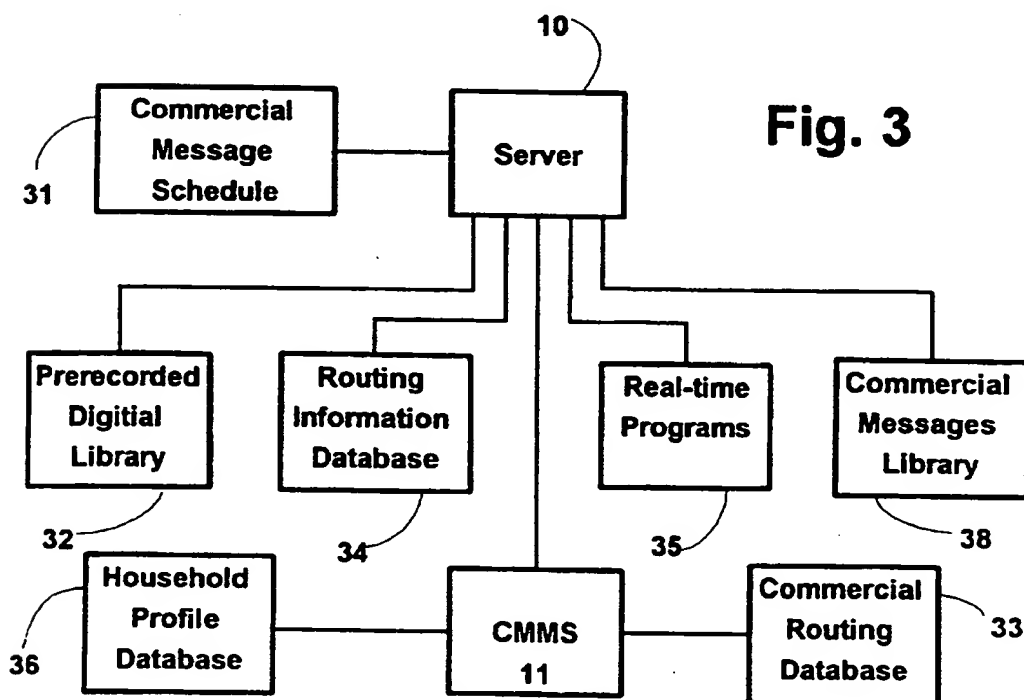 10
Fig. 3
Commercial
Message
Schedule
31
Server
Prerecorded
Digitial
Library
32
Routing
Information
Database
34
Real-time
Programs
35
Commercial
Messages
Library
38
Household
Profile
Database
36
CMMS
11
Commercial
Routing
Database
33